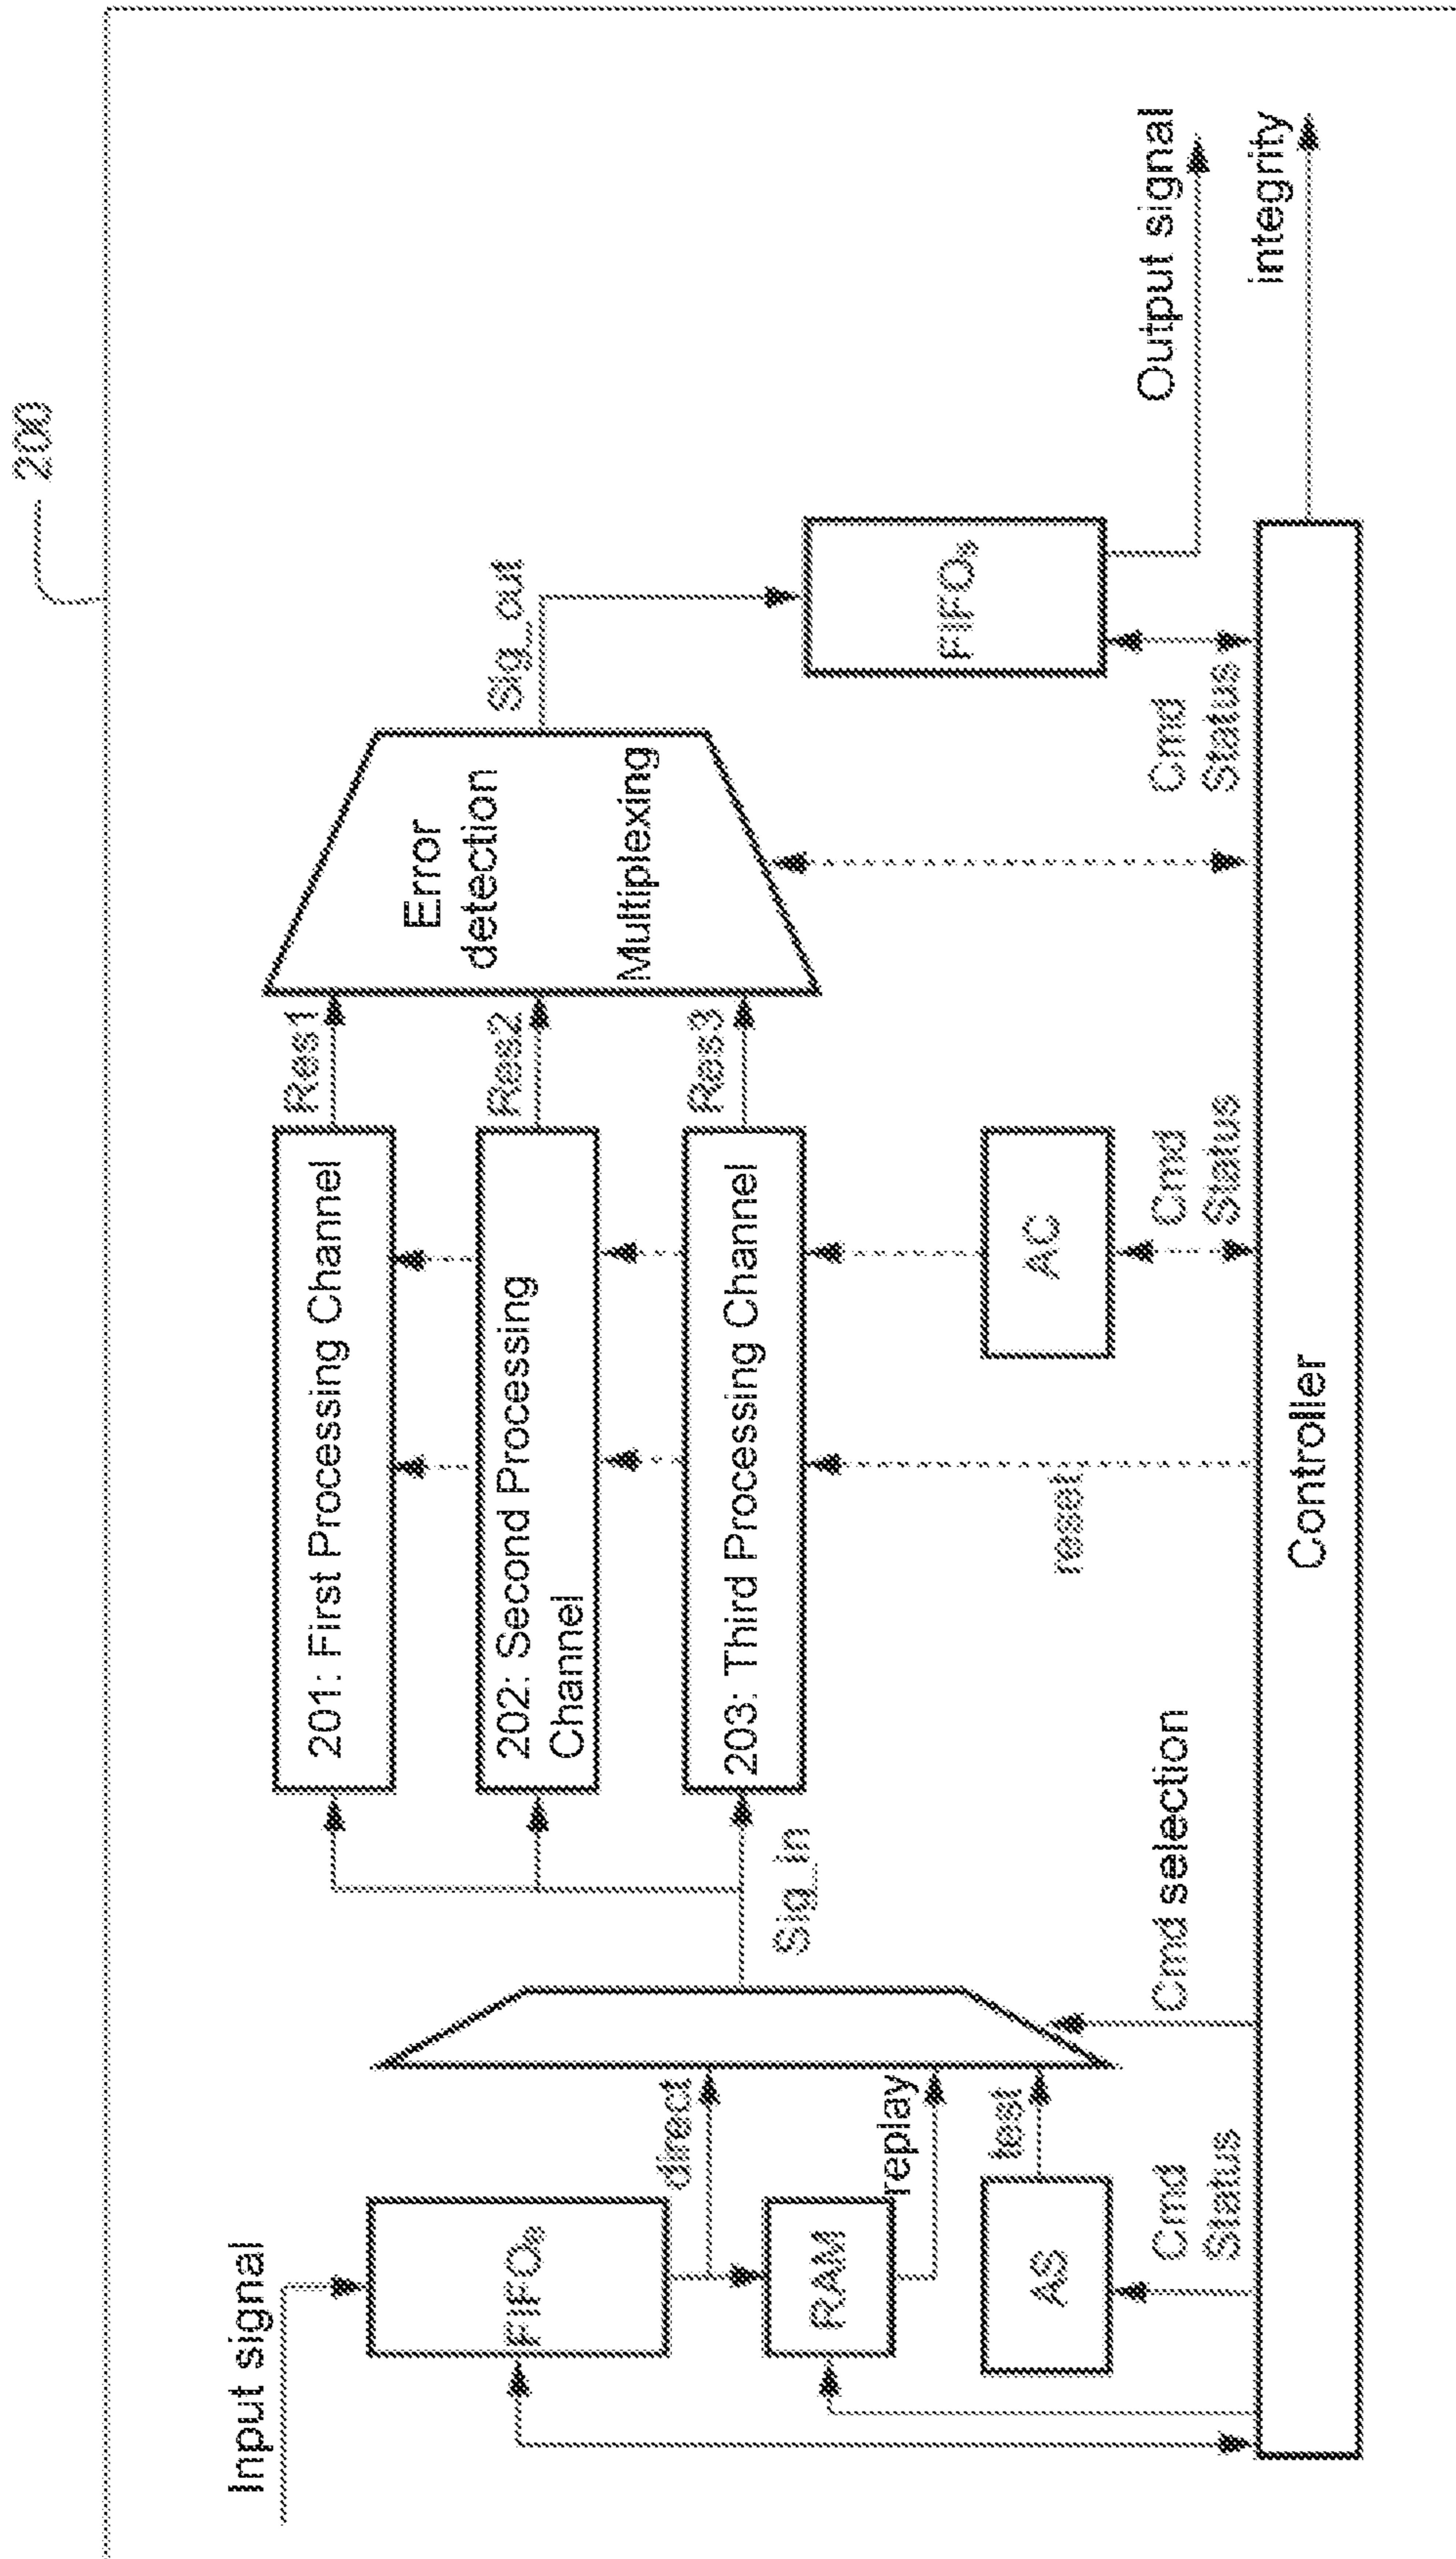 200
Input signal
FIFOe
direct
RAM
replay
AS
test
Cmd
Status
Cmd selection
Sig_in
201: First Processing Channel
202: Second Processing
Channel
203: Third Processing Channel
reset
AC
Cmd
Status
Res1
Res2
Res3
Error
detection
Multiplexing
Sig_out
FIFOs
Cmd
Status
Output signal
integrity
Controller